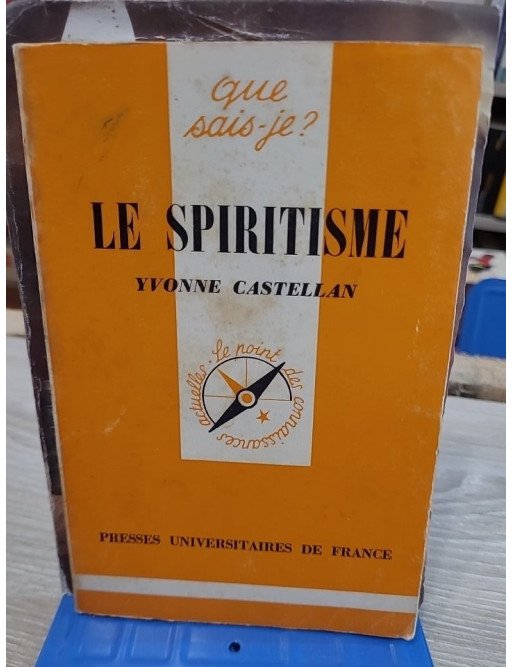 que
sais-je?
LE SPIRITISME
YVONNE CASTELLAN
Le point des connaissances actuelles
PRESSES UNIVERSITAIRES DE FRANCE